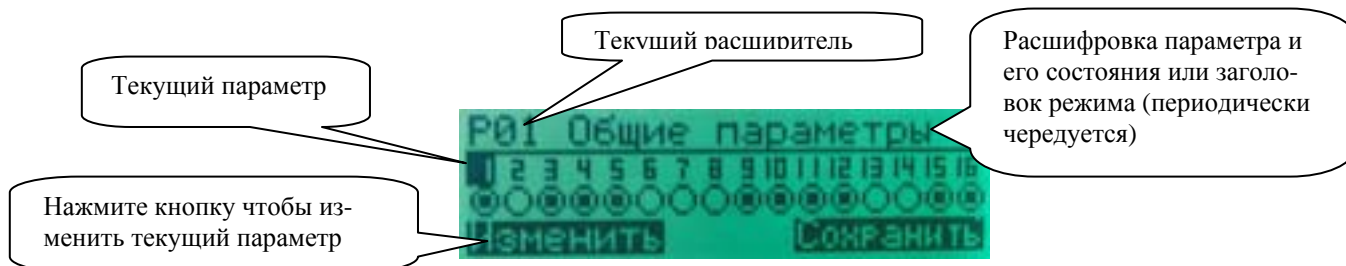 Текущий расширитель
Расшифровка параметра и
его состояния или заголо-
вок режима (периодически
чередуется)
Текущий параметр
P01 Общие параметры
1 2 3 4 5 6 7 8 9 10 11 12 13 14 15 16
Изменить Сохранить
Нажмите кнопку чтобы из-
менить текущий параметр